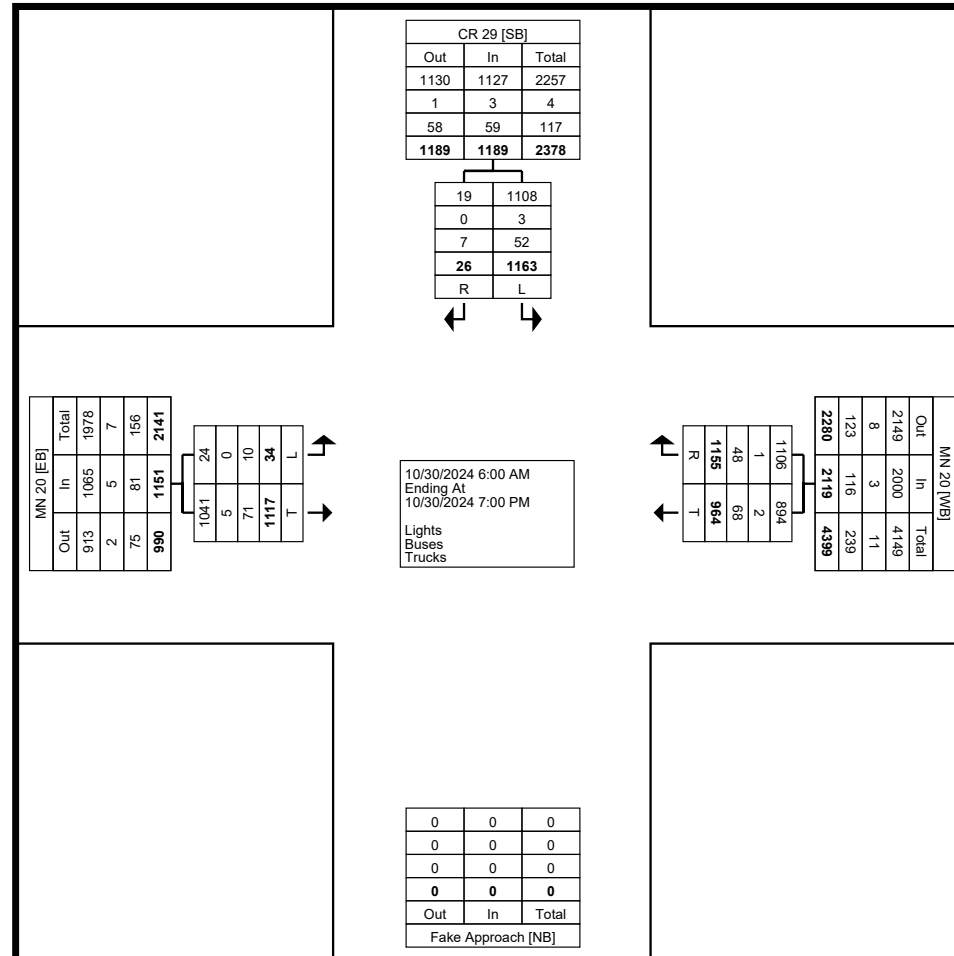 CR 29 [SB]
Out In Total
1130 1127 2257
1 3 4
58 59 117
1189 1189 2378
19 1108
0 3
7 52
26 1163
R L
MN 20 [EB]
Total In Out
1978 1065 913
7 5 2
156 81 75
2141 1151 990
24 1041
0 5
10 71
34 1117
L T
10/30/2024 6:00 AM
Ending At
10/30/2024 7:00 PM
Lights
Buses
Trucks
MN 20 [WB]
Out In Total
2149 2000 4149
8 3 11
123 116 239
2280 2119 4399
1106 894
1 2
48 68
1155 964
R T
0 0 0
0 0 0
0 0 0
0 0 0
Out In Total
Fake Approach [NB]